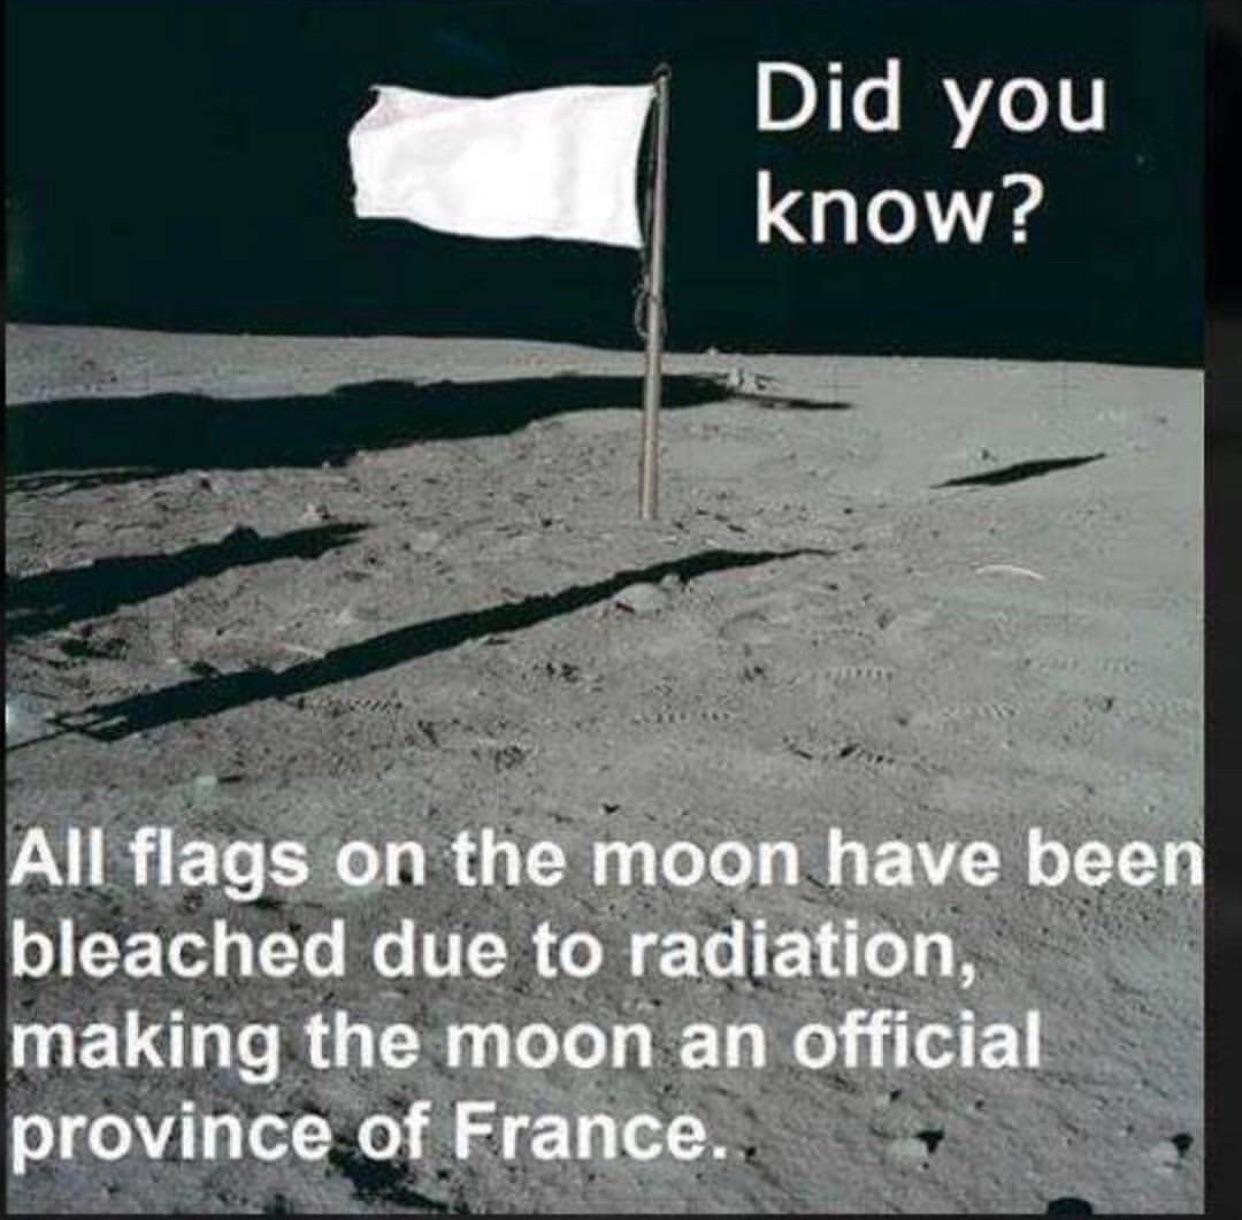 Did you
know?
All flags on the moon have been
bleached due to radiation,
making the moon an official
province of France.